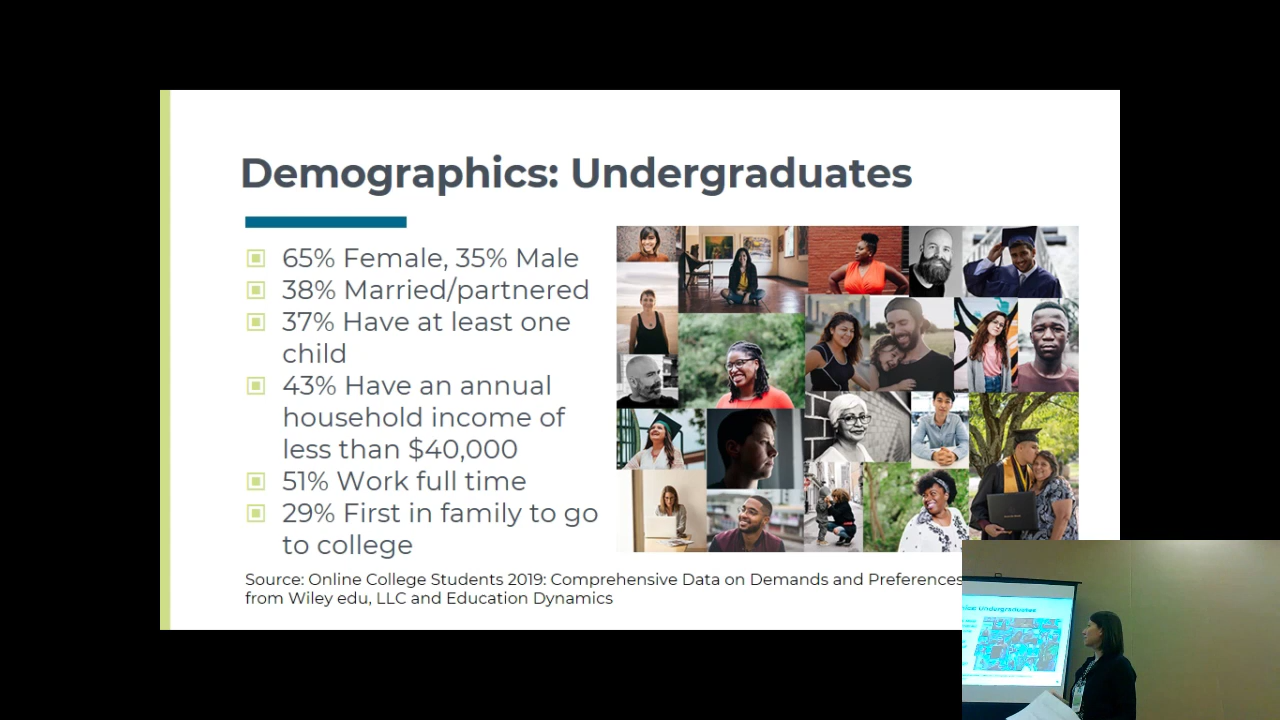 Demographics: Undergraduates
65% Female, 35% Male
38% Married/partnered
37% Have at least one
child
43% Have an annual
household income of
less than $40,000
51% Work full time
29% First in family to go
to college
Source: Online College Students 2019: Comprehensive Data on Demands and Preferences
from Wiley edu, LLC and Education Dynamics
Undergraduates